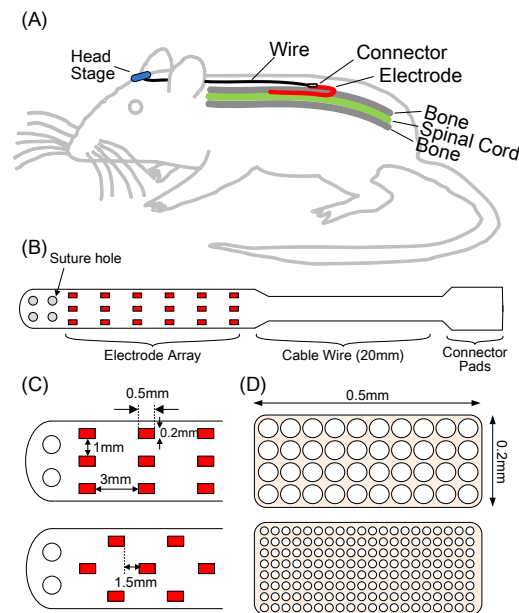 (A)
Head
Stage
Wire
Connector
Electrode
Bone
Spinal Cord
Bone
(B)
Suture hole
Electrode Array
Cable Wire (20mm)
Connector
Pads
(C)
0.5mm
0.2mm
1mm
3mm
1.5mm
(D)
0.5mm
0.2mm